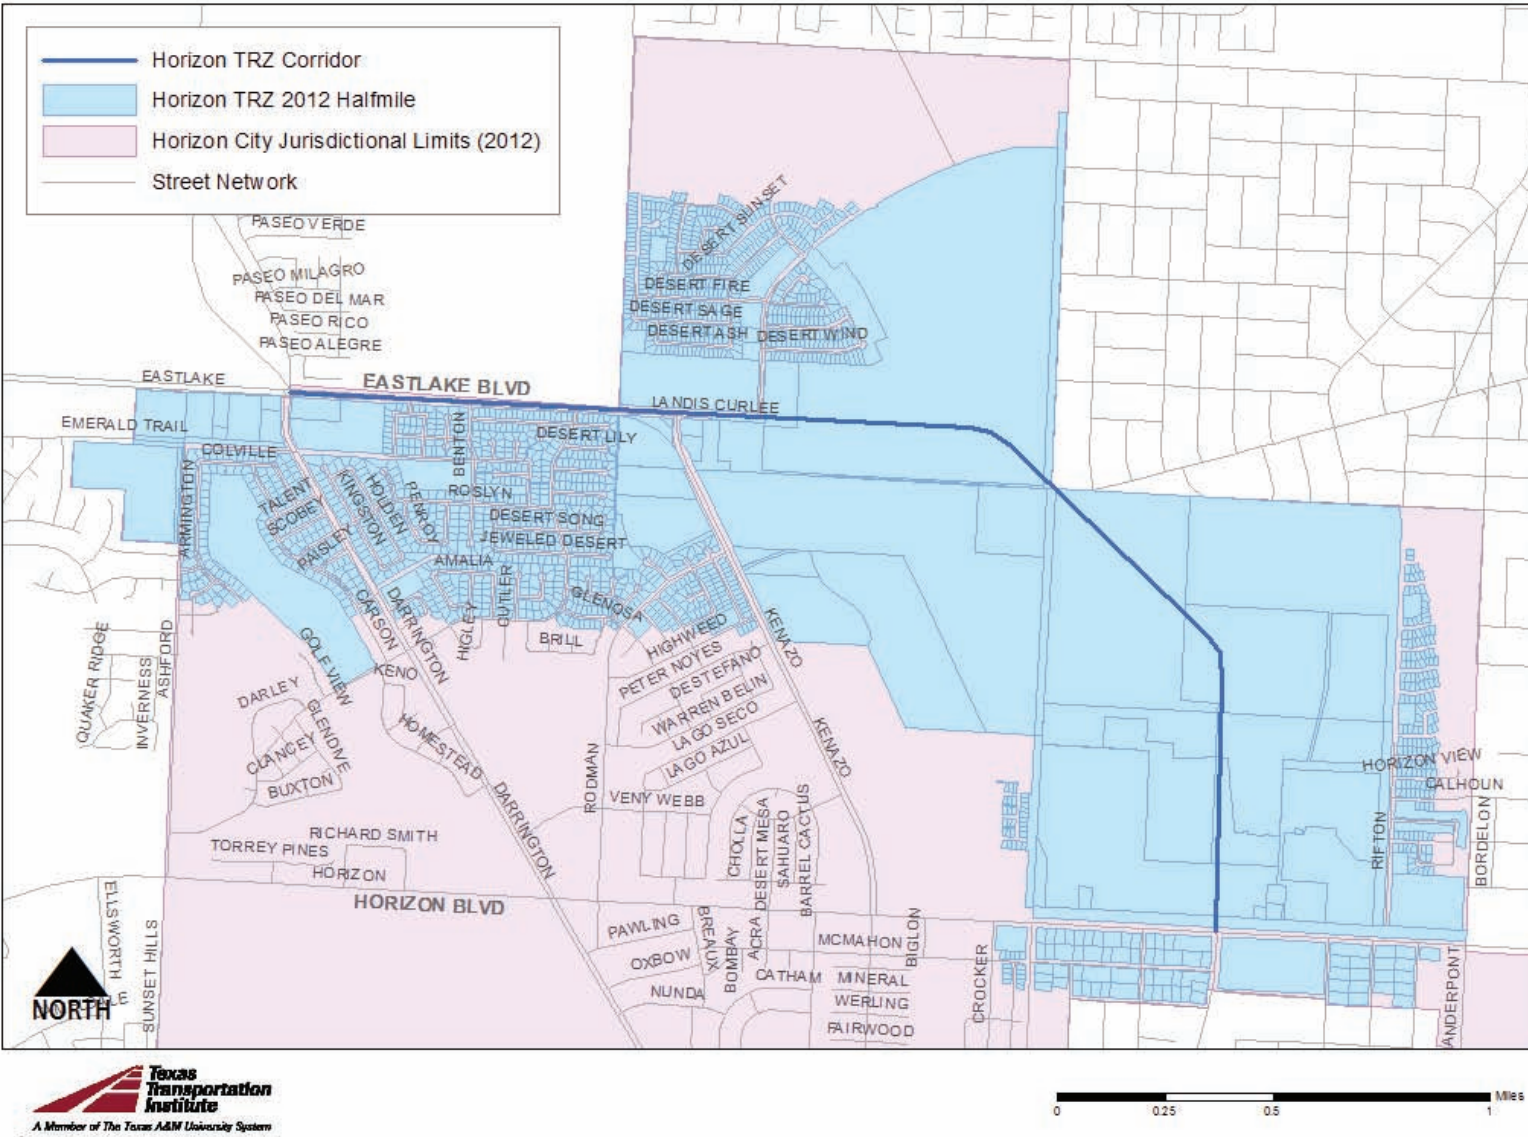 Horizon TRZ Corridor
Horizon TRZ 2012 Halfmile
Horizon City Jurisdictional Limits (2012)
Street Network
PASEO VERDE
PASEO MILAGRO
PASEO DEL MAR
PASEO RICO
PASEO ALEGRE
DESERT SUNSET
DESERT FIRE
DESERT SAGE
DESERT ASH
DESERT WIND
EASTLAKE
EASTLAKE BLVD
LANDIS CURLEE
EMERALD TRAIL
COLVILLE
BENTON
DESERT LILY
ARMINGTON
TALENT
SCOBEY
PAISLEY
KINGSTON
HOLDEN
PENROY
ROSLYN
DESERT SONG
JEWELED DESERT
AMALIA
CUTLER
GLENOSA
CARSON
DARRINGTON
HIGLEY
BRILL
HIGHWEED
KENAZO
QUAKER RIDGE
INVERNESS
ASHFORD
GOLF VIEW
KENO
PETER NOYES
DESTEFANO
WARREN BELIN
LAGO SECO
LAGO AZUL
KENAZO
DARLEY
GLENDIVE
CLANCEY
BUXTON
HOMESTEAD
DARRINGTON
RODMAN
VENY WEBB
HORIZON VIEW
CALHOUN
RIFTON
BORDELON
RICHARD SMITH
TORREY PINES
HORIZON
CHOLLA
DESERT MESA
SAHUARO
BARREL CACTUS
HORIZON BLVD
ELLSWORTH
SUNSET HILLS
PAWLING
OXBOW
NUNDA
BREAUX
BOMBAY
ACRA
CATHAM
MCMAHON
BIGLON
MINERAL
WERLING
FAIRWOOD
CROCKER
ANDERPONT
NORTH
Texas
Transportation
Institute
A Member of The Texas A&M University System
0 0.25 0.5 1 Miles